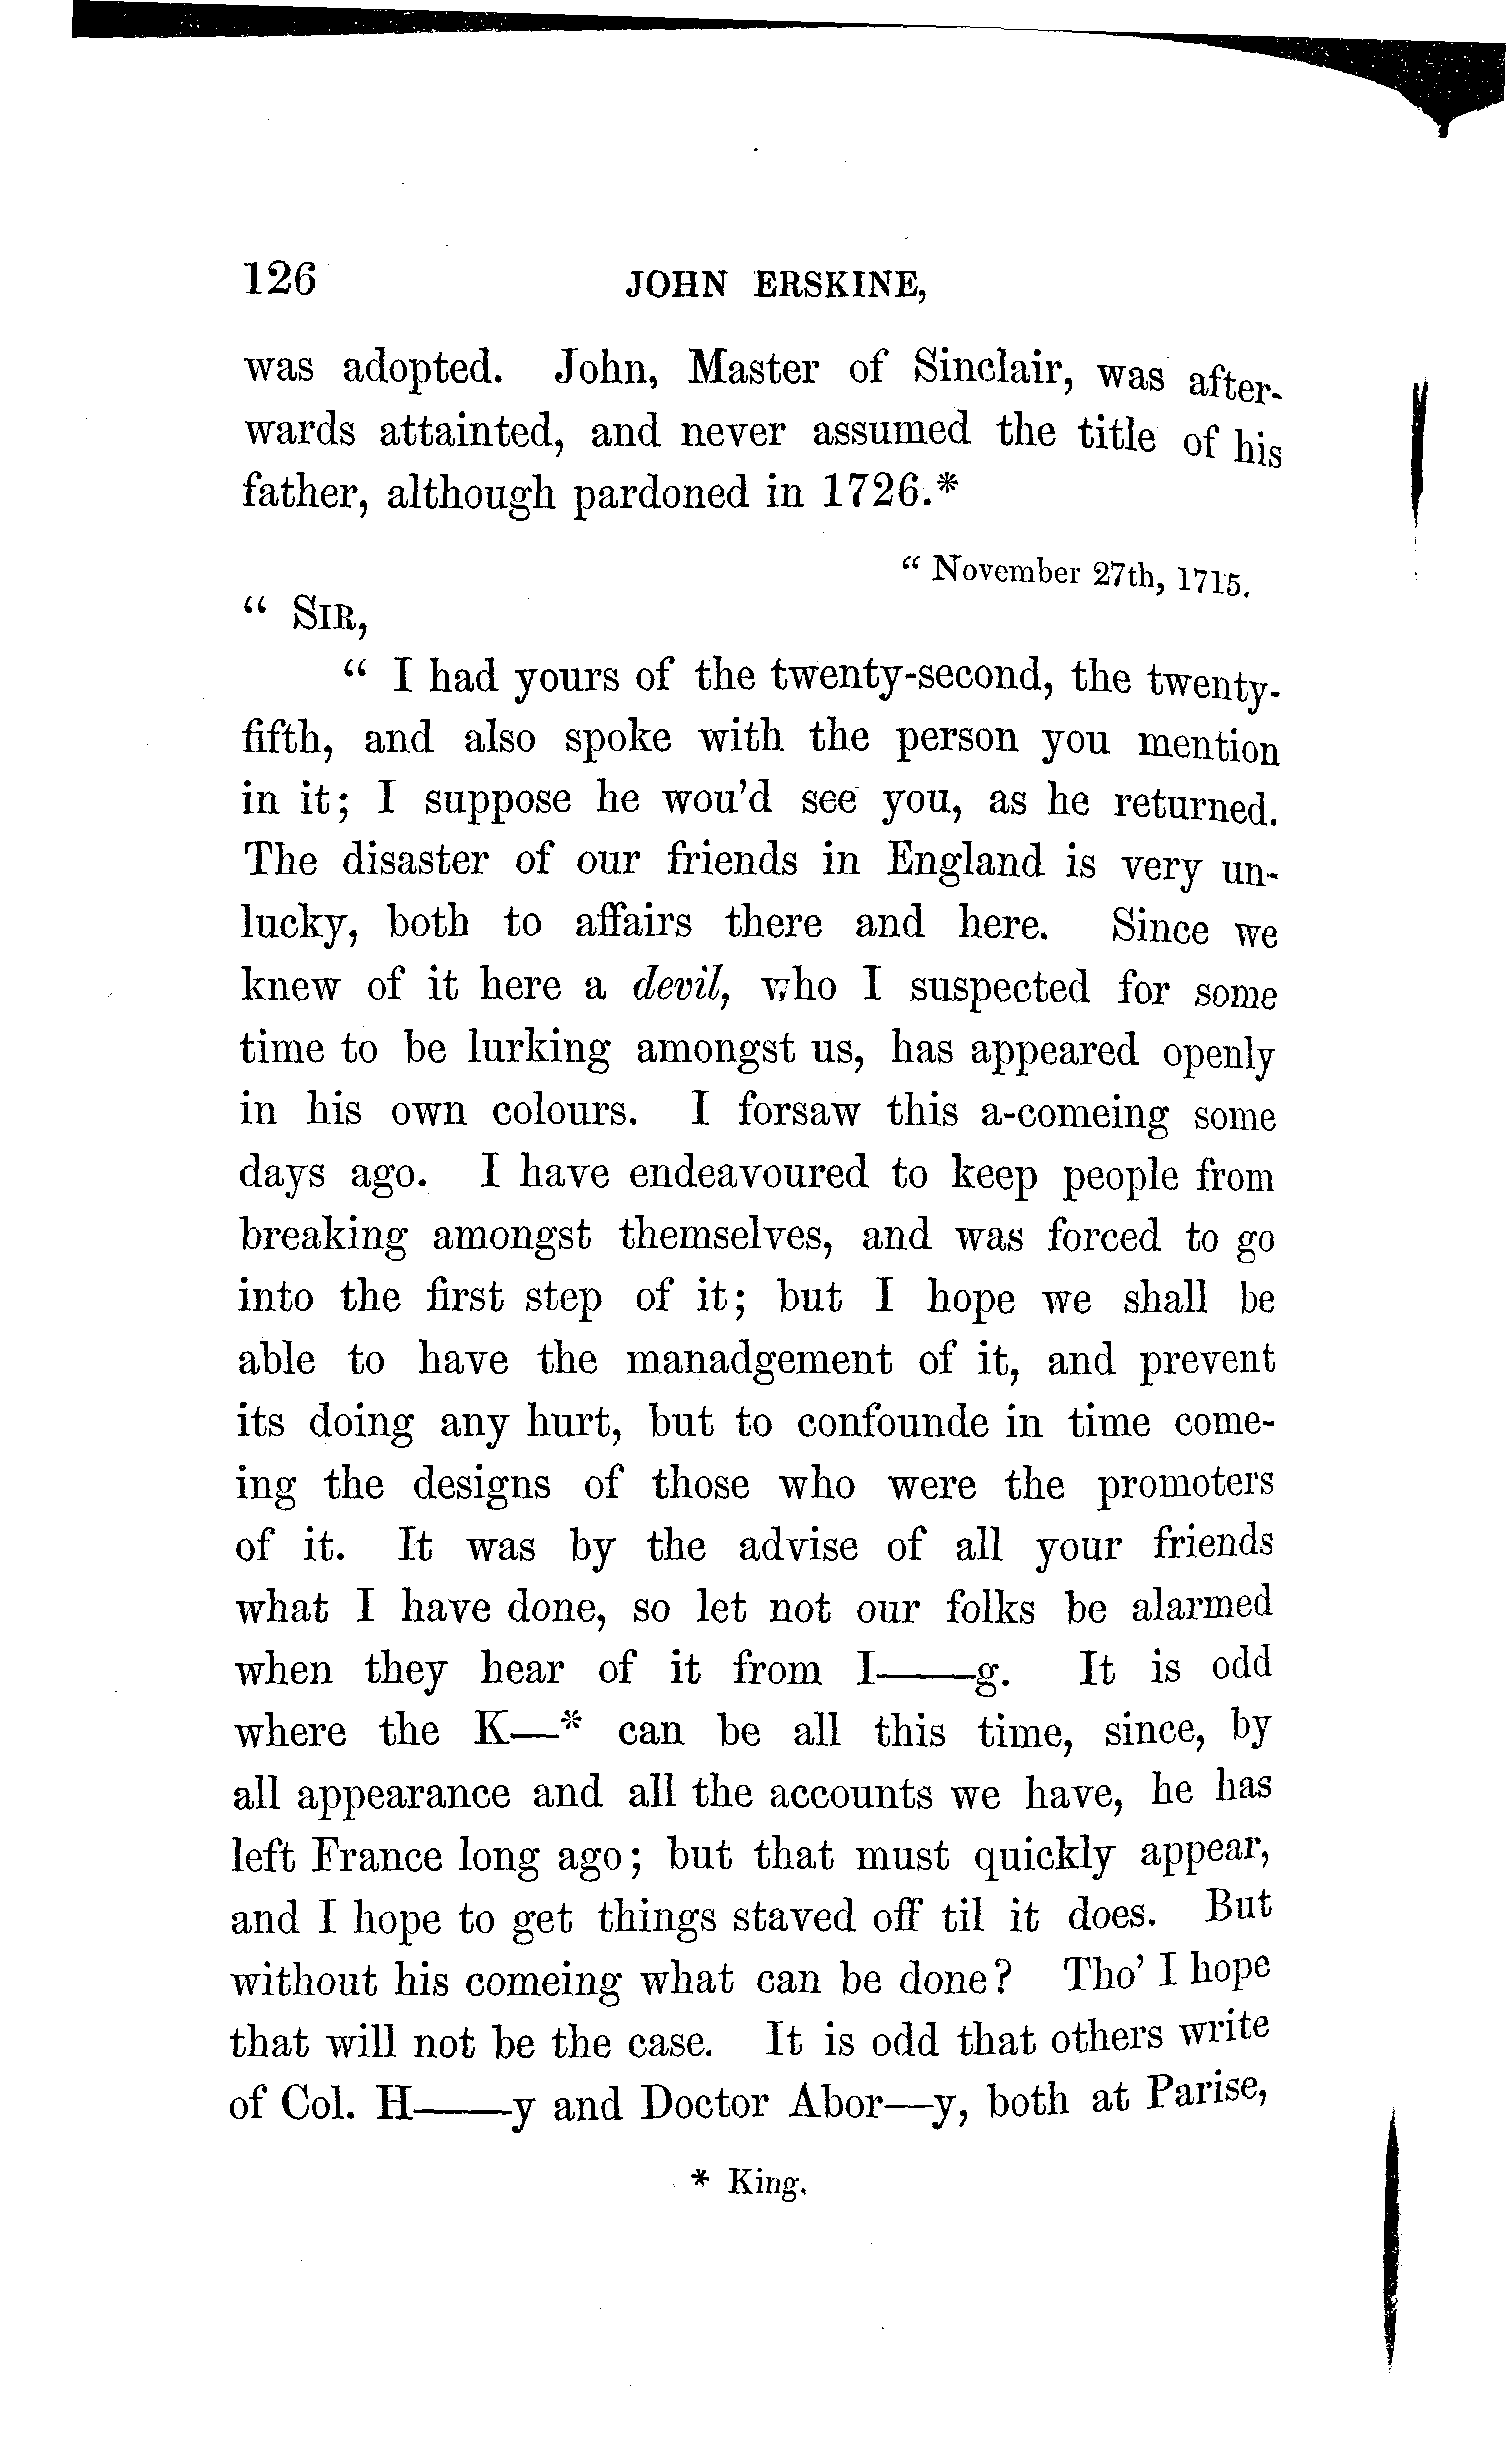 126 JOHN ERSKINE,
was adopted. John, Master of Sinclair, was after-
wards attainted, and never assumed the title of his
father, although pardoned in 1726.*
“ November 27th, 1715.
“ SIR,
“ I had yours of the twenty-second, the twenty-
fifth, and also spoke with the person you mention
in it; I suppose he wou’d see you, as he returned.
The disaster of our friends in England is very un-
lucky, both to affairs there and here. Since we
knew of it here a devil, who I suspected for some
time to be lurking amongst us, has appeared openly
in his own colours. I forsaw this a-comeing some
days ago. I have endeavoured to keep people from
breaking amongst themselves, and was forced to go
into the first step of it; but I hope we shall be
able to have the manadgement of it, and prevent
its doing any hurt, but to confounde in time come-
ing the designs of those who were the promoters
of it. It was by the advise of all your friends
what I have done, so let not our folks be alarmed
when they hear of it from I——g. It is odd
where the K—* can be all this time, since, by
all appearance and all the accounts we have, he has
left France long ago; but that must quickly appear,
and I hope to get things staved off til it does. But
without his comeing what can be done? Tho’ I hope
that will not be the case. It is odd that others write
of Col. H——y and Doctor Abor—y, both at Parise,
* King.